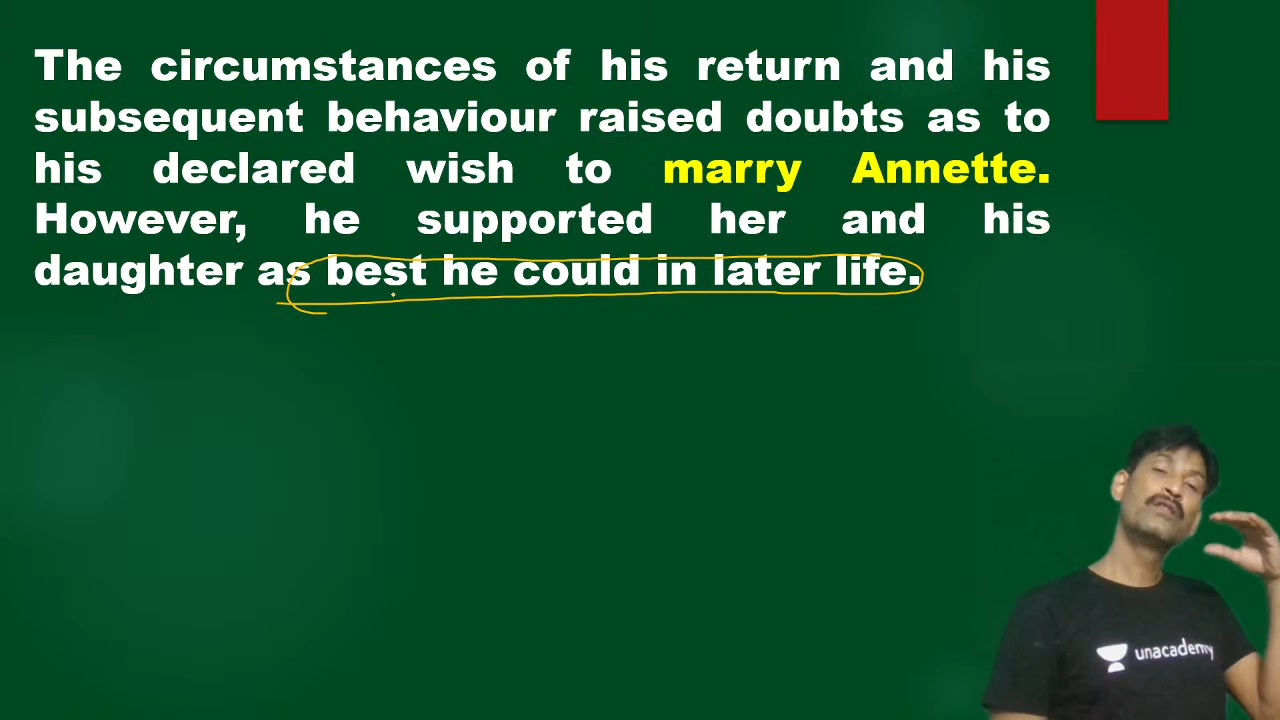 The circumstances of his return and his
subsequent behaviour raised doubts as to
his declared wish to marry Annette.
However, he supported her and his
daughter as best he could in later life.
unacademy